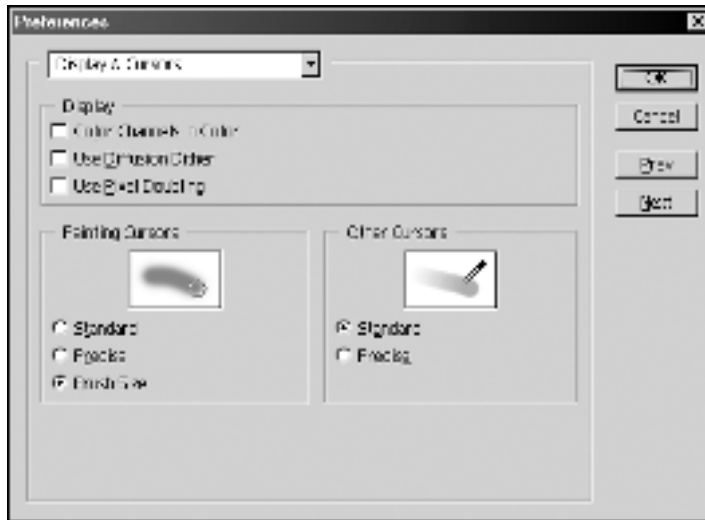 Preferences
Display & Cursors
OK
Cancel
Prev
Next
Display
Color Channels in Color
Use Diffusion Dither
Use Pixel Doubling
Painting Cursors
Standard
Precise
Brush Size
Other Cursors
Standard
Precise